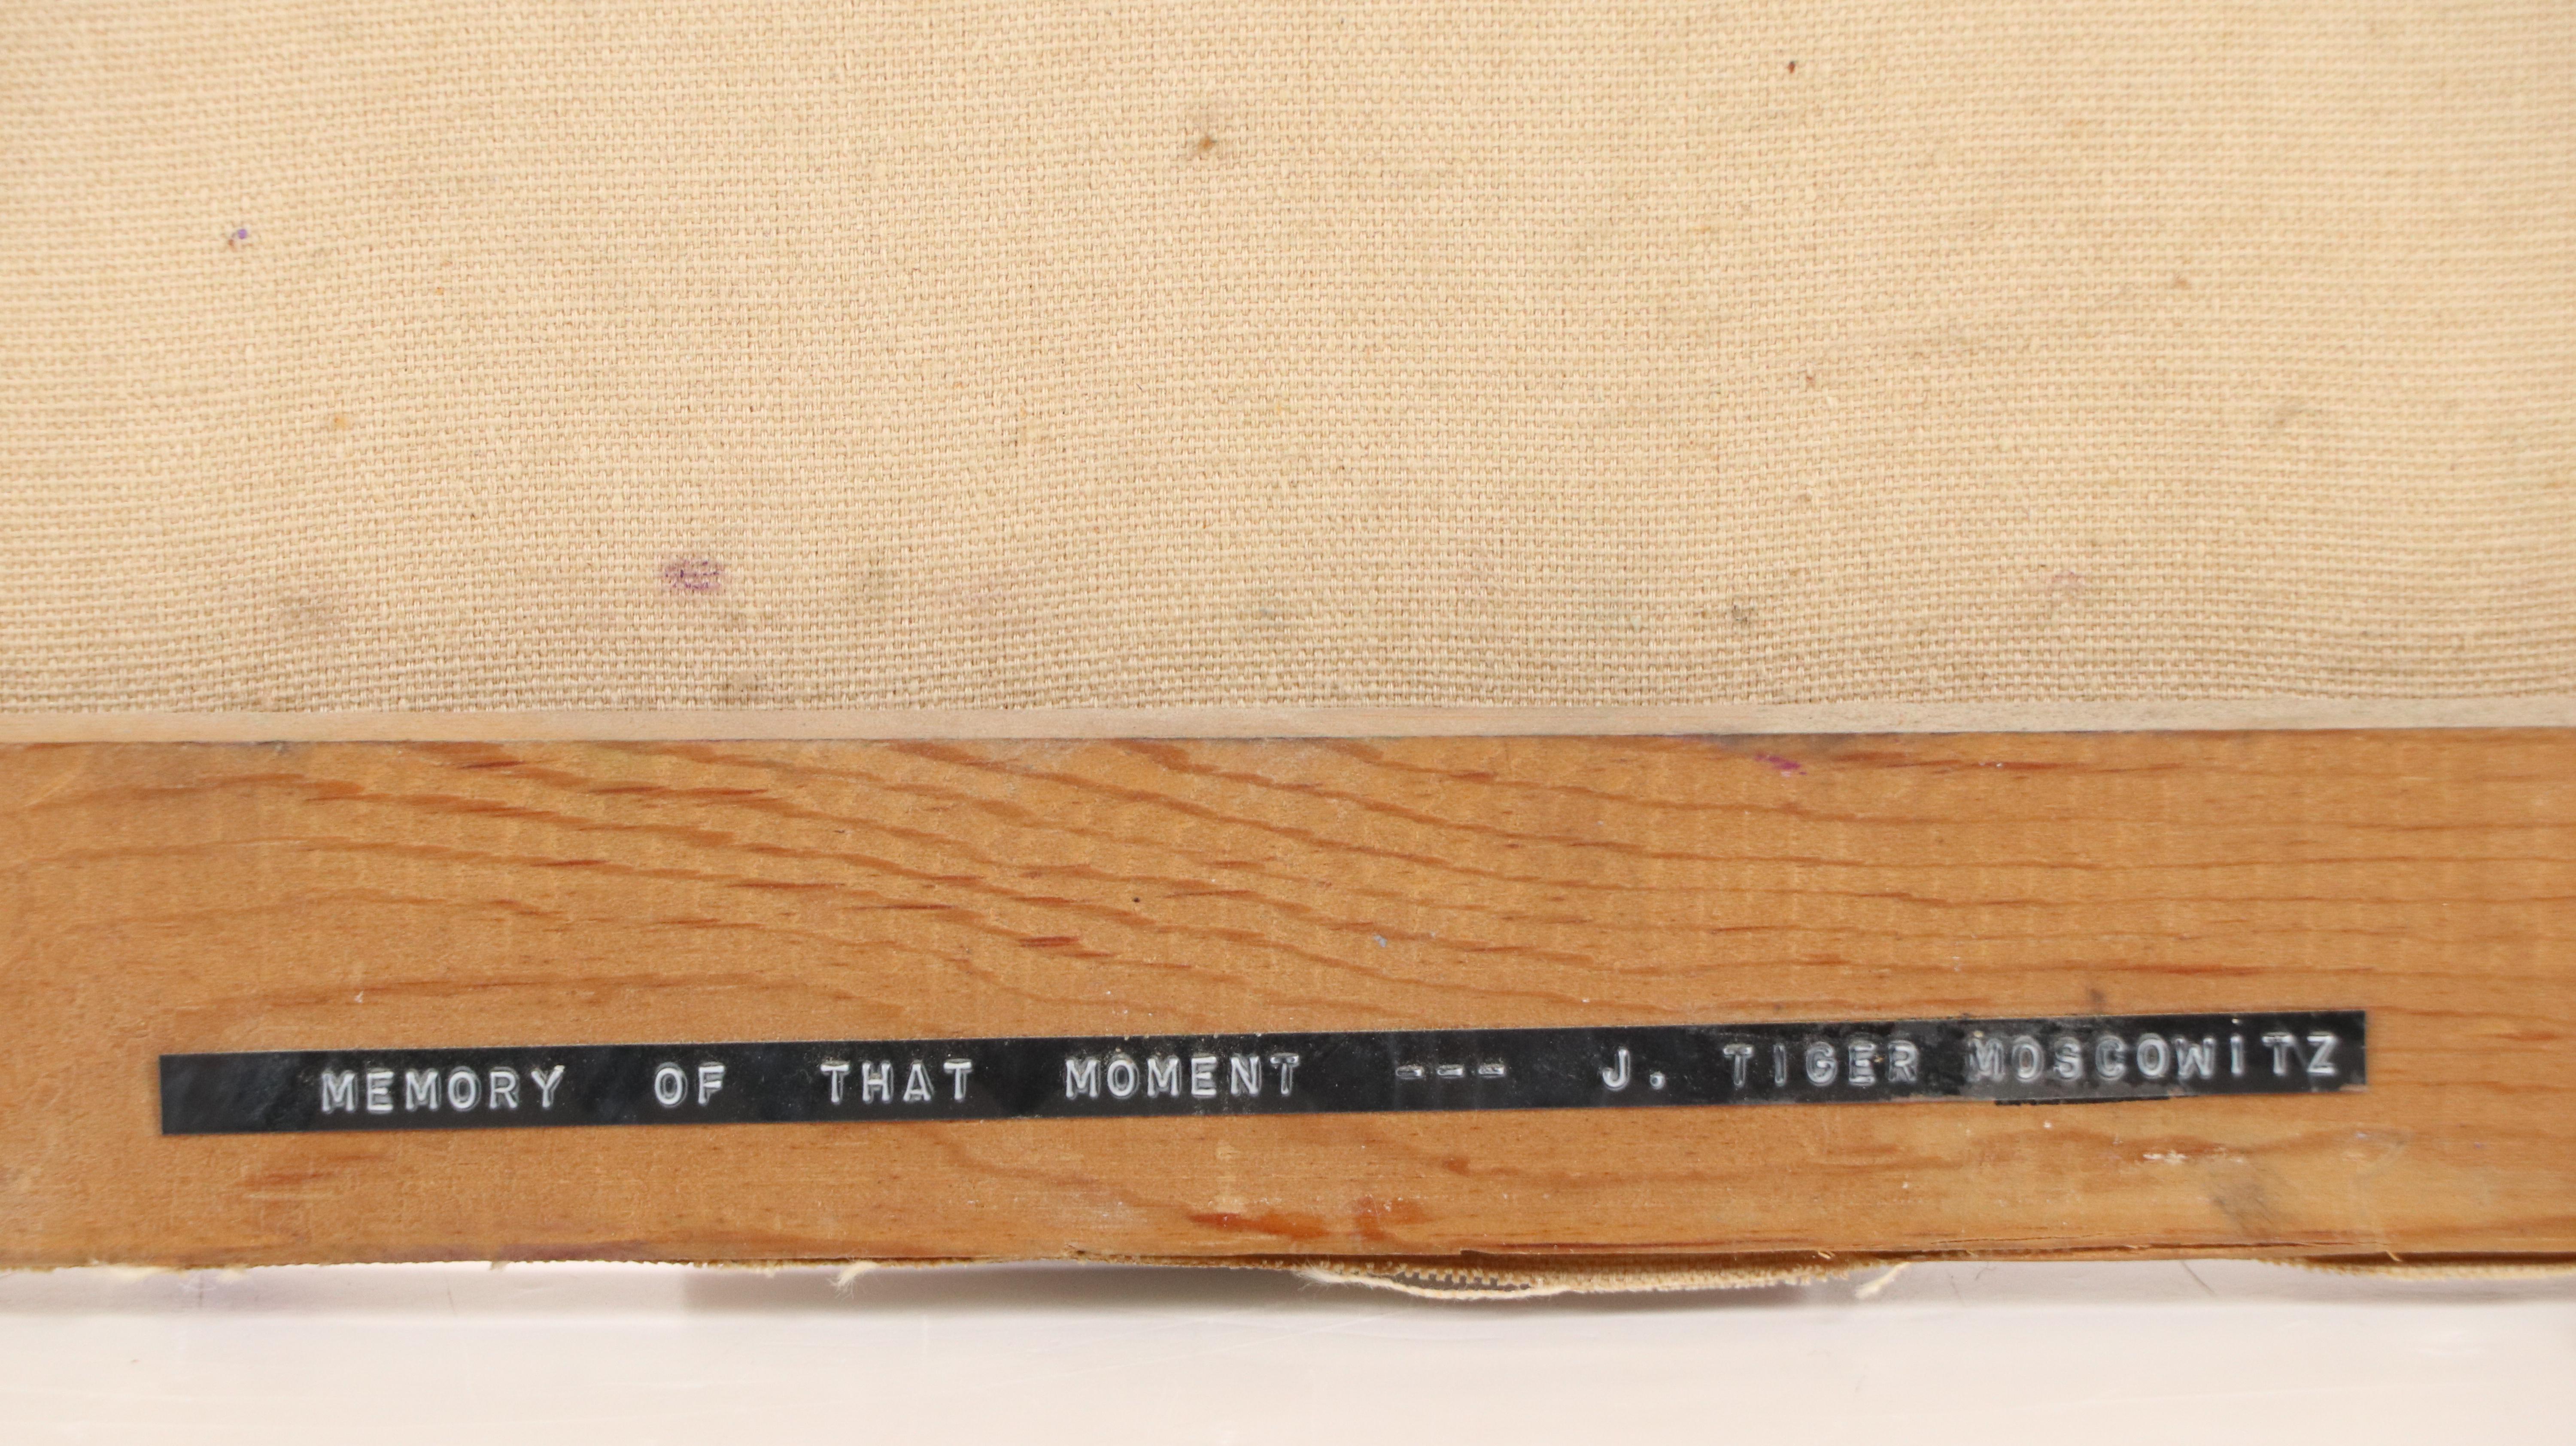 MEMORY OF THAT MOMENT --- J. TIGER MOSCOWiTZ